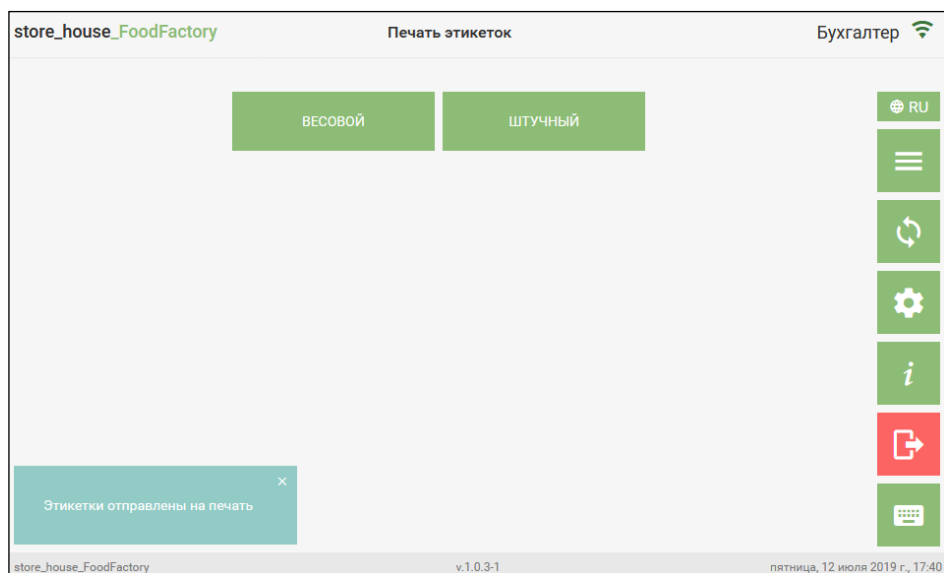 store_house_FoodFactory
Печать этикеток
Бухгалтер
ВЕСОВОЙ
ШТУЧНЫЙ
RU
i
Этикетки отправлены на печать
store_house_FoodFactory
v.1.0.3-1
пятница, 12 июля 2019 г., 17:40